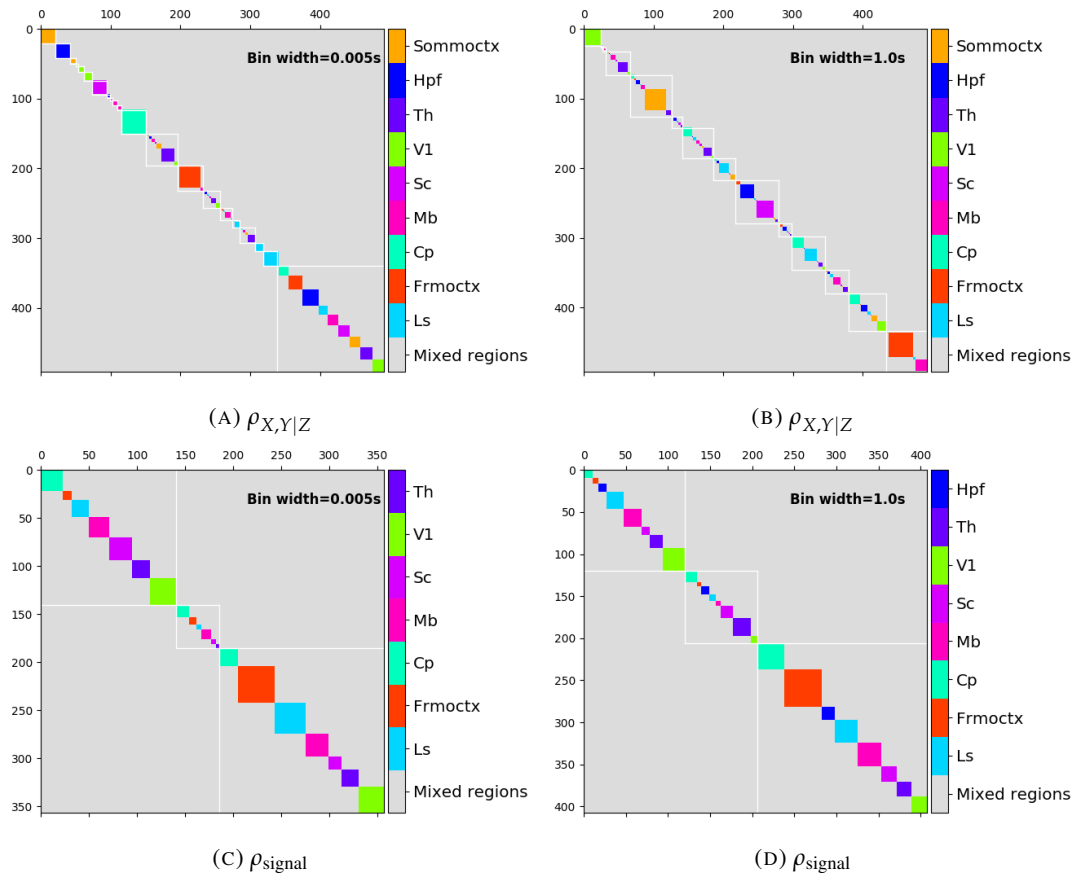 0 100 200 300 400
0
100
200
300
400
Bin width=0.005s
Sommoctx
Hpf
Th
V1
Sc
Mb
Cp
Frmoctx
Ls
Mixed regions
(A) ρX,Y|Z
0 100 200 300 400
0
100
200
300
400
Bin width=1.0s
Sommoctx
Hpf
Th
V1
Sc
Mb
Cp
Frmoctx
Ls
Mixed regions
(B) ρX,Y|Z
0 50 100 150 200 250 300 350
0
50
100
150
200
250
300
350
Bin width=0.005s
Th
V1
Sc
Mb
Cp
Frmoctx
Ls
Mixed regions
(C) ρsignal
0 50 100 150 200 250 300 350 400
0
50
100
150
200
250
300
350
400
Bin width=1.0s
Hpf
Th
V1
Sc
Mb
Cp
Frmoctx
Ls
Mixed regions
(D) ρsignal